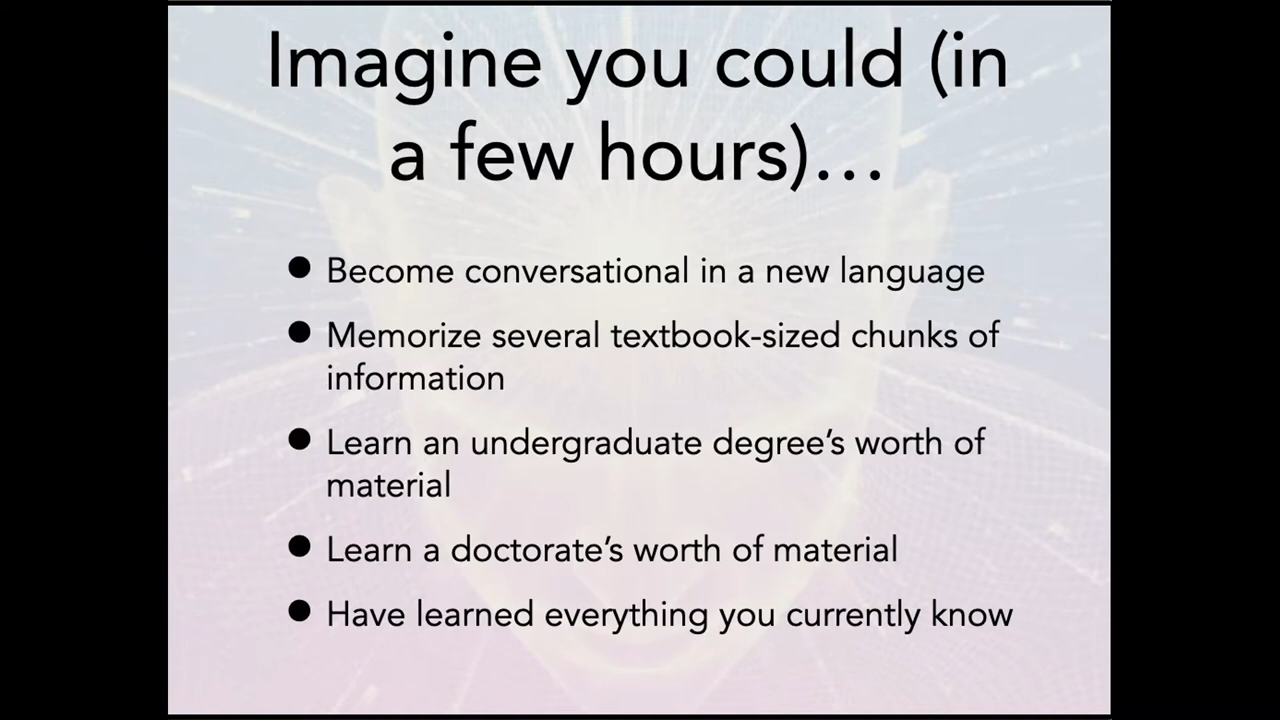 Imagine you could (in
a few hours)…
● Become conversational in a new language
● Memorize several textbook-sized chunks of
information
● Learn an undergraduate degree’s worth of
material
● Learn a doctorate’s worth of material
● Have learned everything you currently know